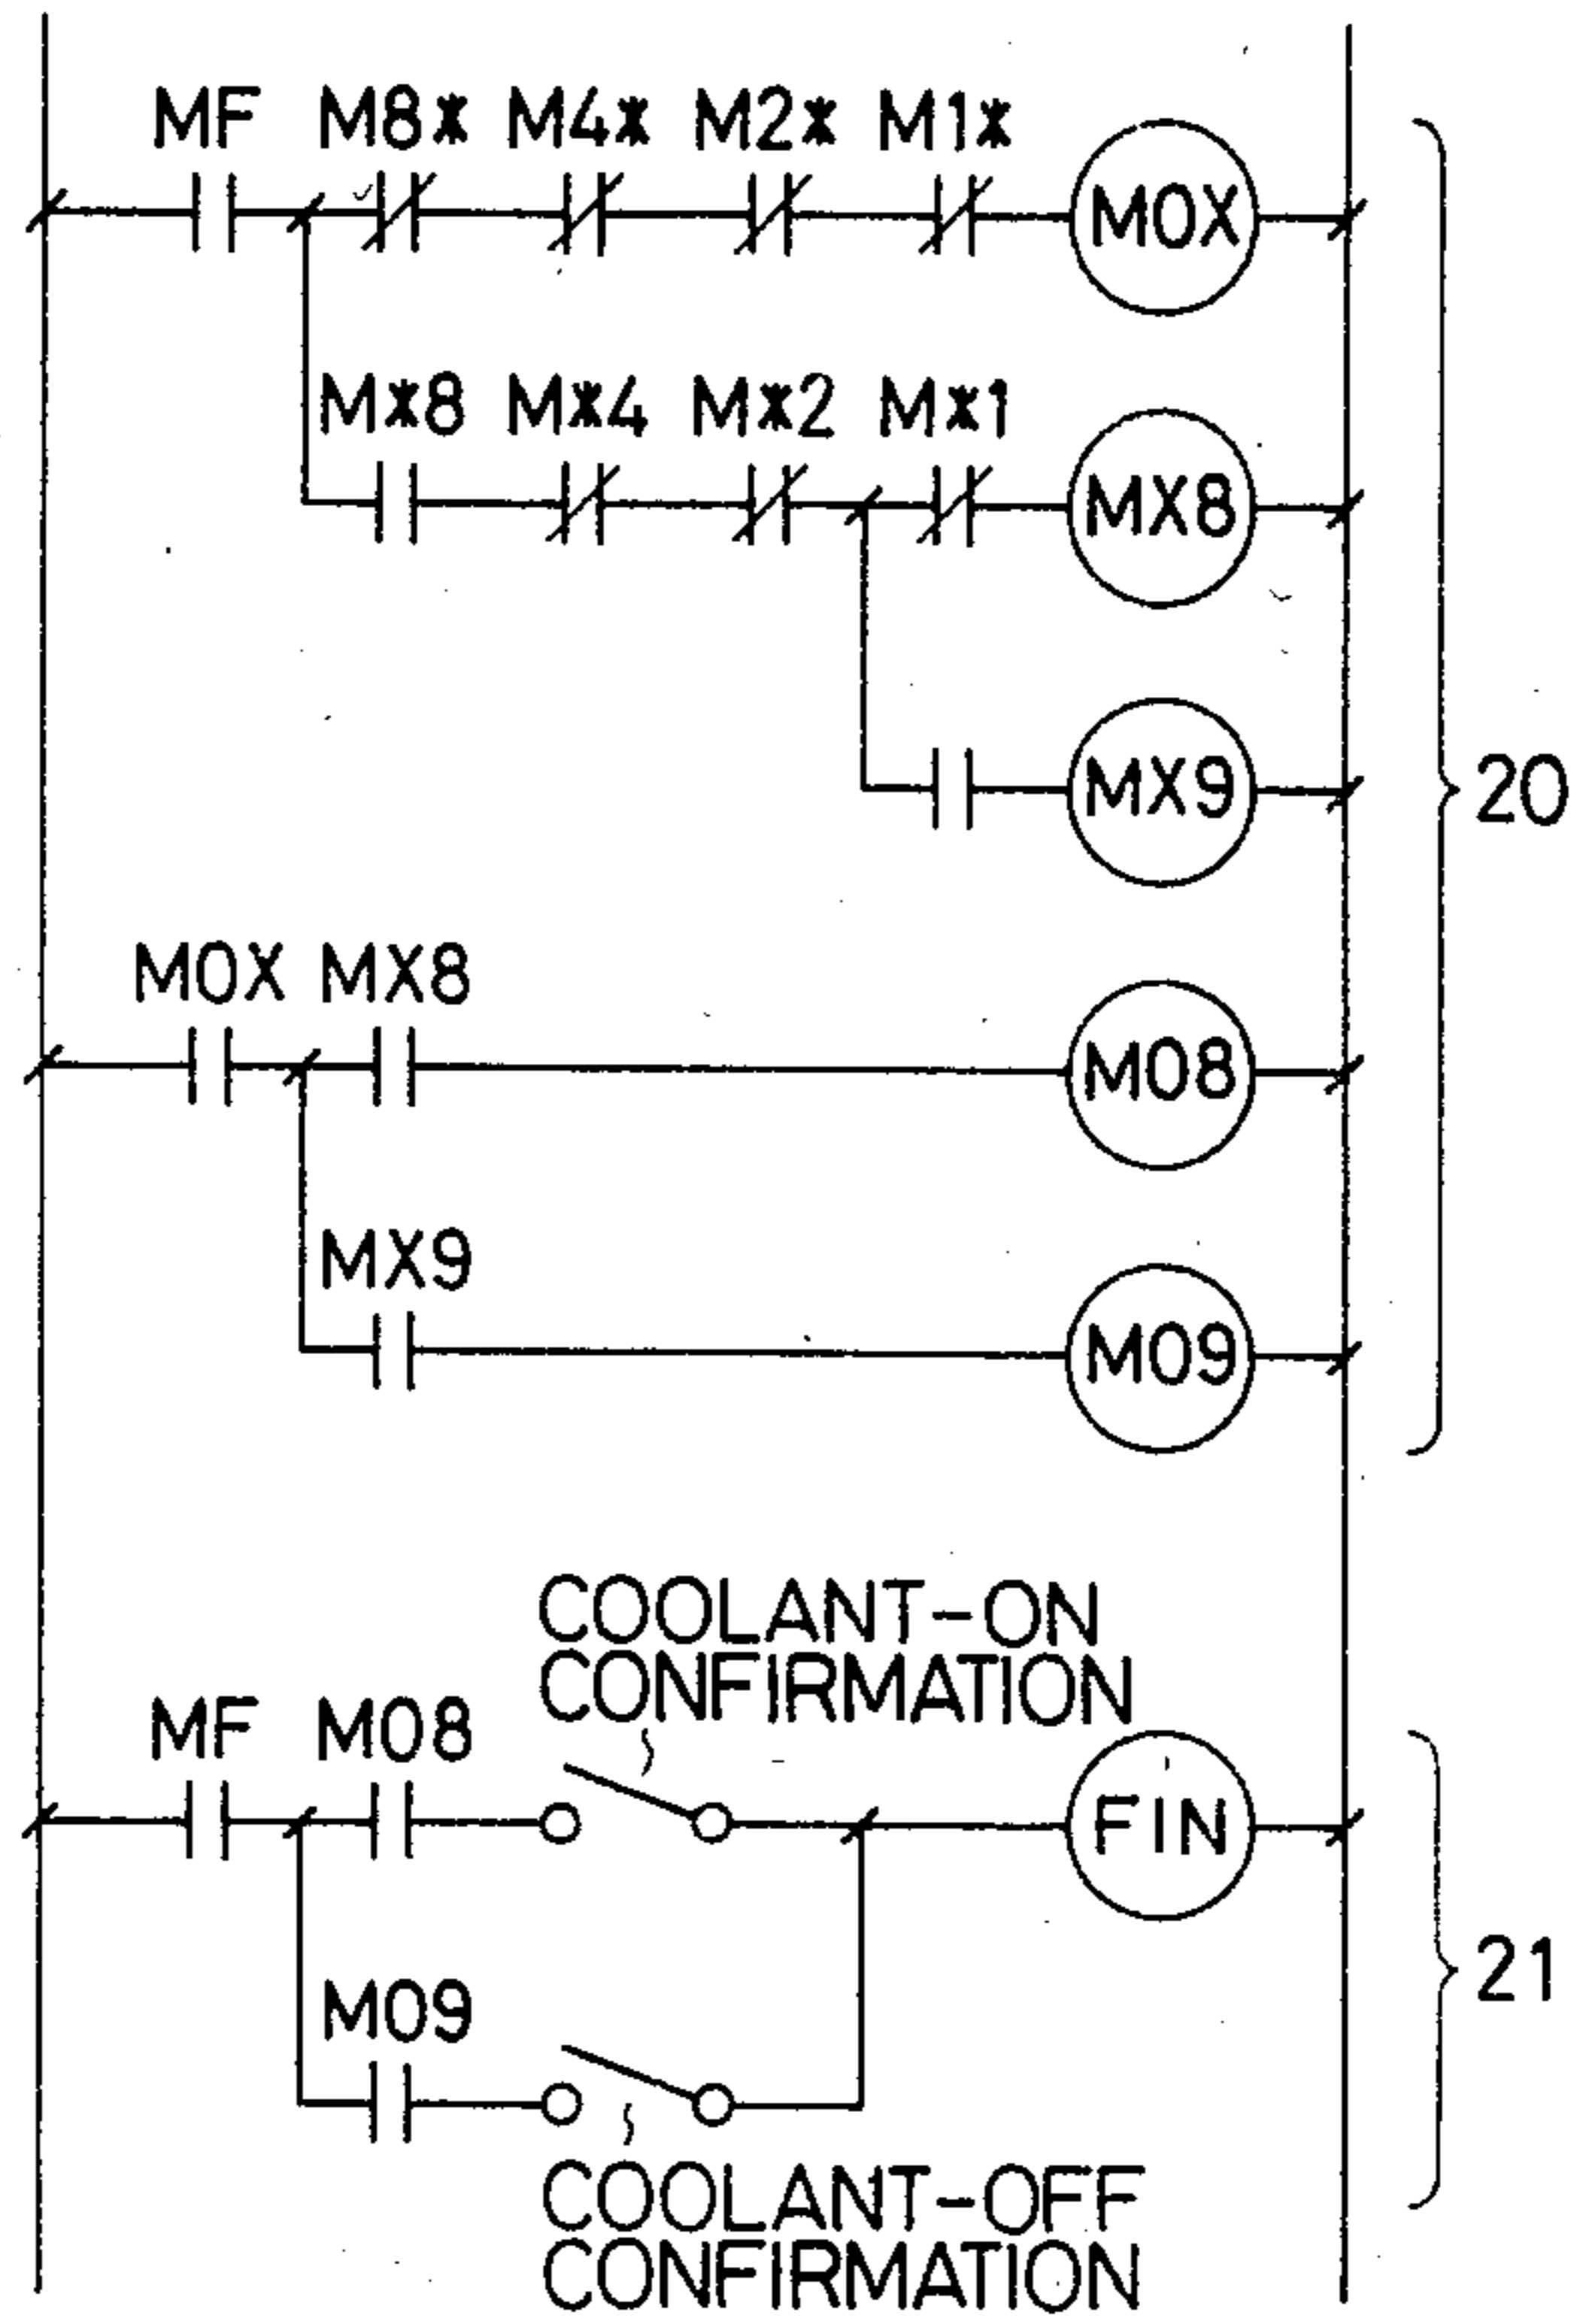 MF M8* M4* M2* M1*
M0X
M*8 M*4 M*2 M*1
MX8
MX9
20
M0X MX8
M08
MX9
M09
COOLANT-ON
CONFIRMATION
MF M08
FIN
21
M09
COOLANT-OFF
CONFIRMATION